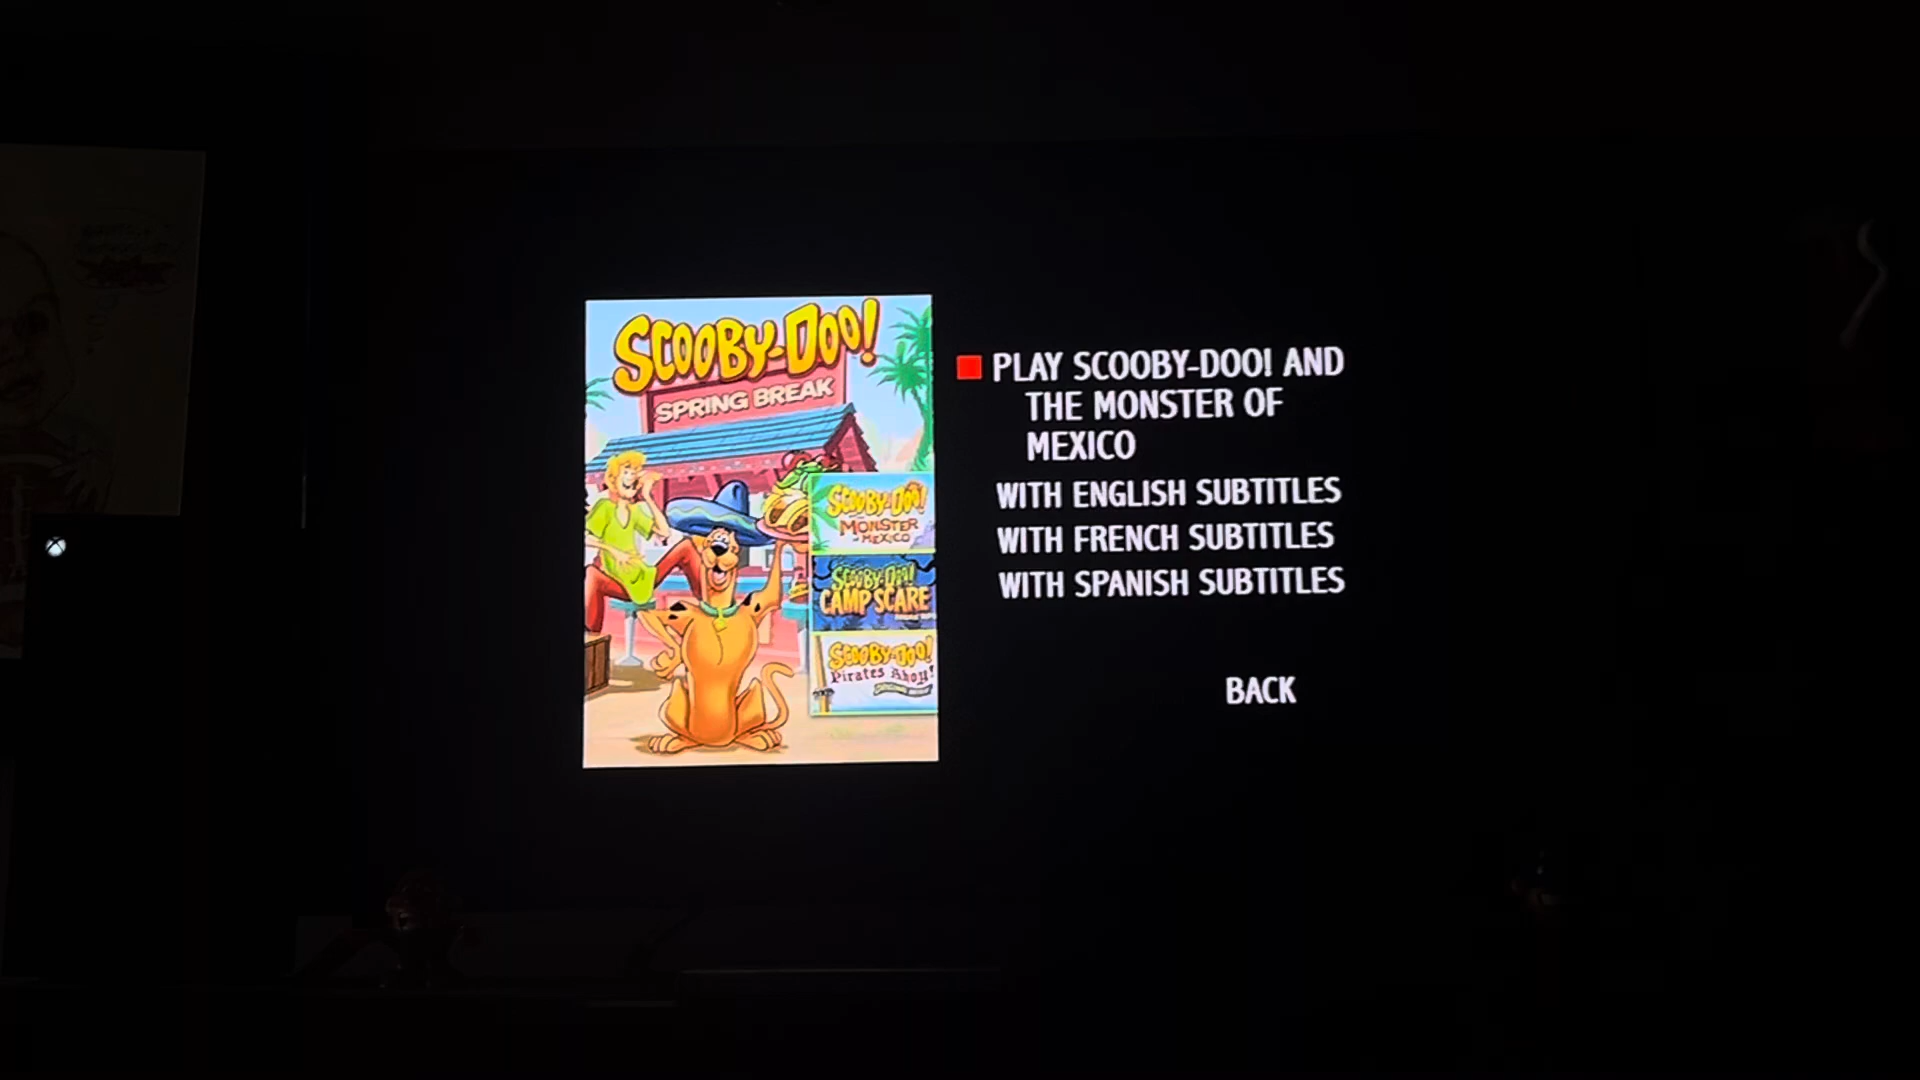 SCOOBY-DOO!
SPRING BREAK
SCOOBY-DOO!
MONSTER
OF MEXICO
SCOOBY-DOO!
CAMP SCARE
SCOOBY-DOO!
Pirates Ahoy!
PLAY SCOOBY-DOO! AND
THE MONSTER OF
MEXICO
WITH ENGLISH SUBTITLES
WITH FRENCH SUBTITLES
WITH SPANISH SUBTITLES
BACK